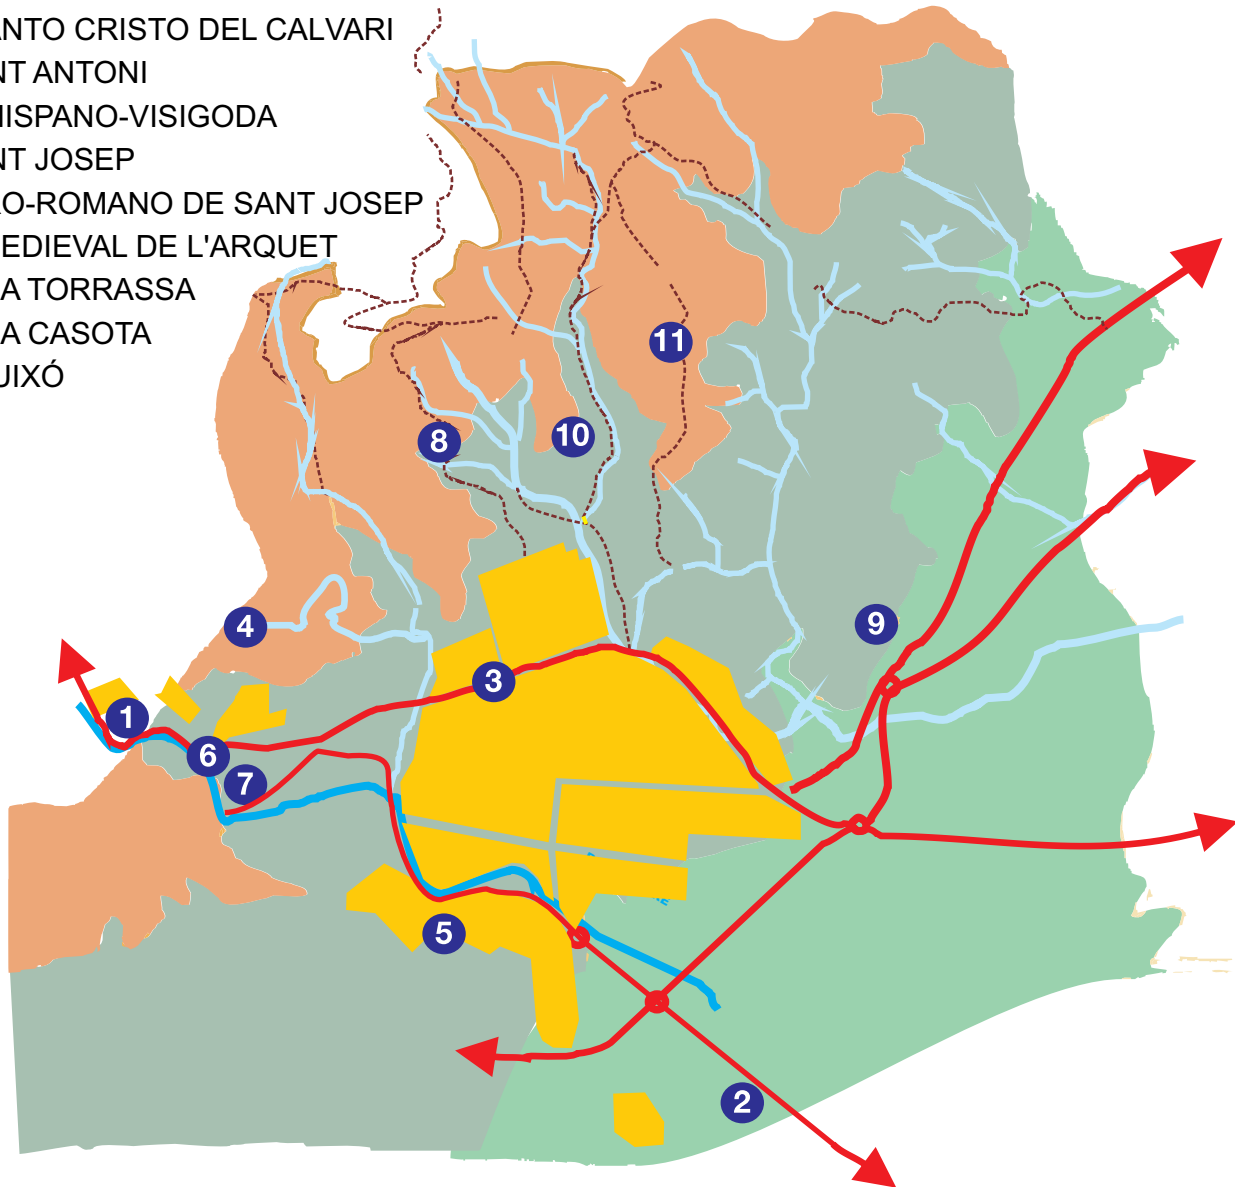 ANTO CRISTO DEL CALVARI
NT ANTONI
HISPANO-VISIGODA
NT JOSEP
RO-ROMANO DE SANT JOSEP
EDIEVAL DE L'ARQUET
A TORRASSA
A CASOTA
UIXÓ
11
8
10
4
9
3
1
6
7
5
2